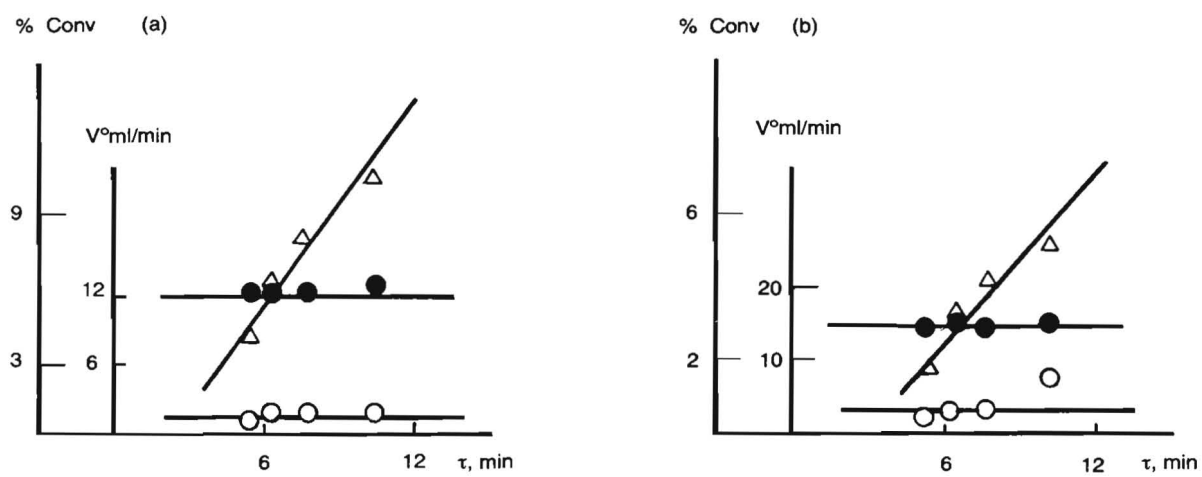 % Conv (a)
V°ml/min
9
12
3 6
6 12 τ, min
% Conv (b)
V°ml/min
6
20
2 10
6 12 τ, min